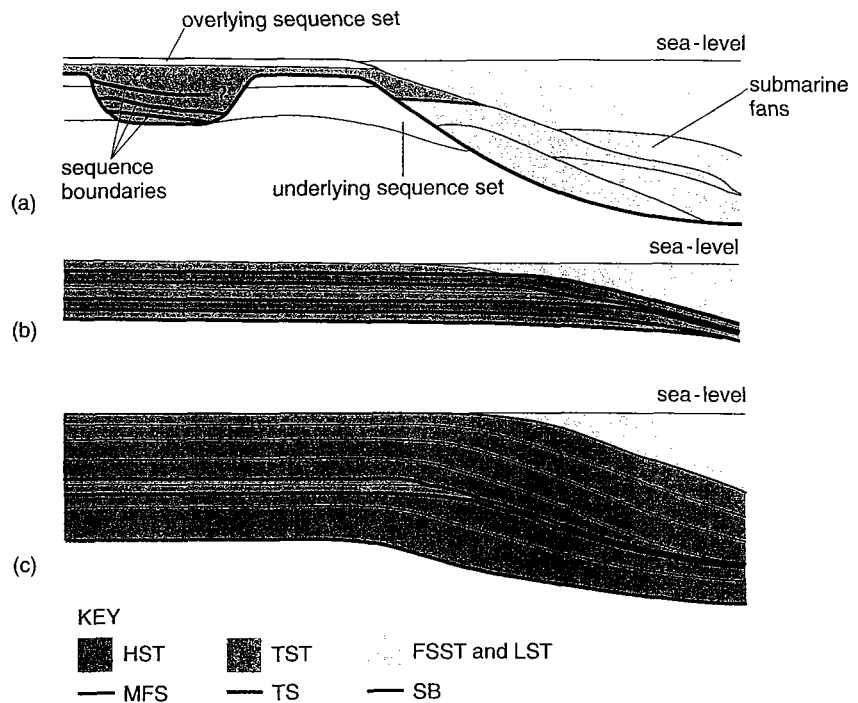 overlying sequence set
sea-level
submarine
fans
sequence
boundaries
underlying sequence set
(a)
sea-level
(b)
sea-level
(c)
KEY
HST
TST
FSST and LST
MFS
TS
SB